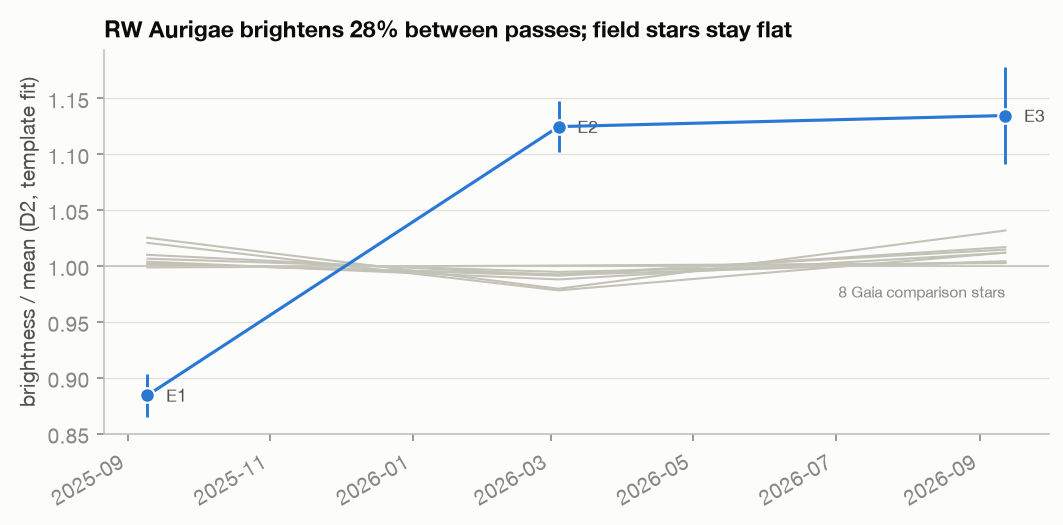 RW Aurigae brightens 28% between passes; field stars stay flat
brightness / mean (D2, template fit)
1.15
1.10
1.05
1.00
0.95
0.90
0.85
E1
E2
E3
8 Gaia comparison stars
2025-09
2025-11
2026-01
2026-03
2026-05
2026-07
2026-09